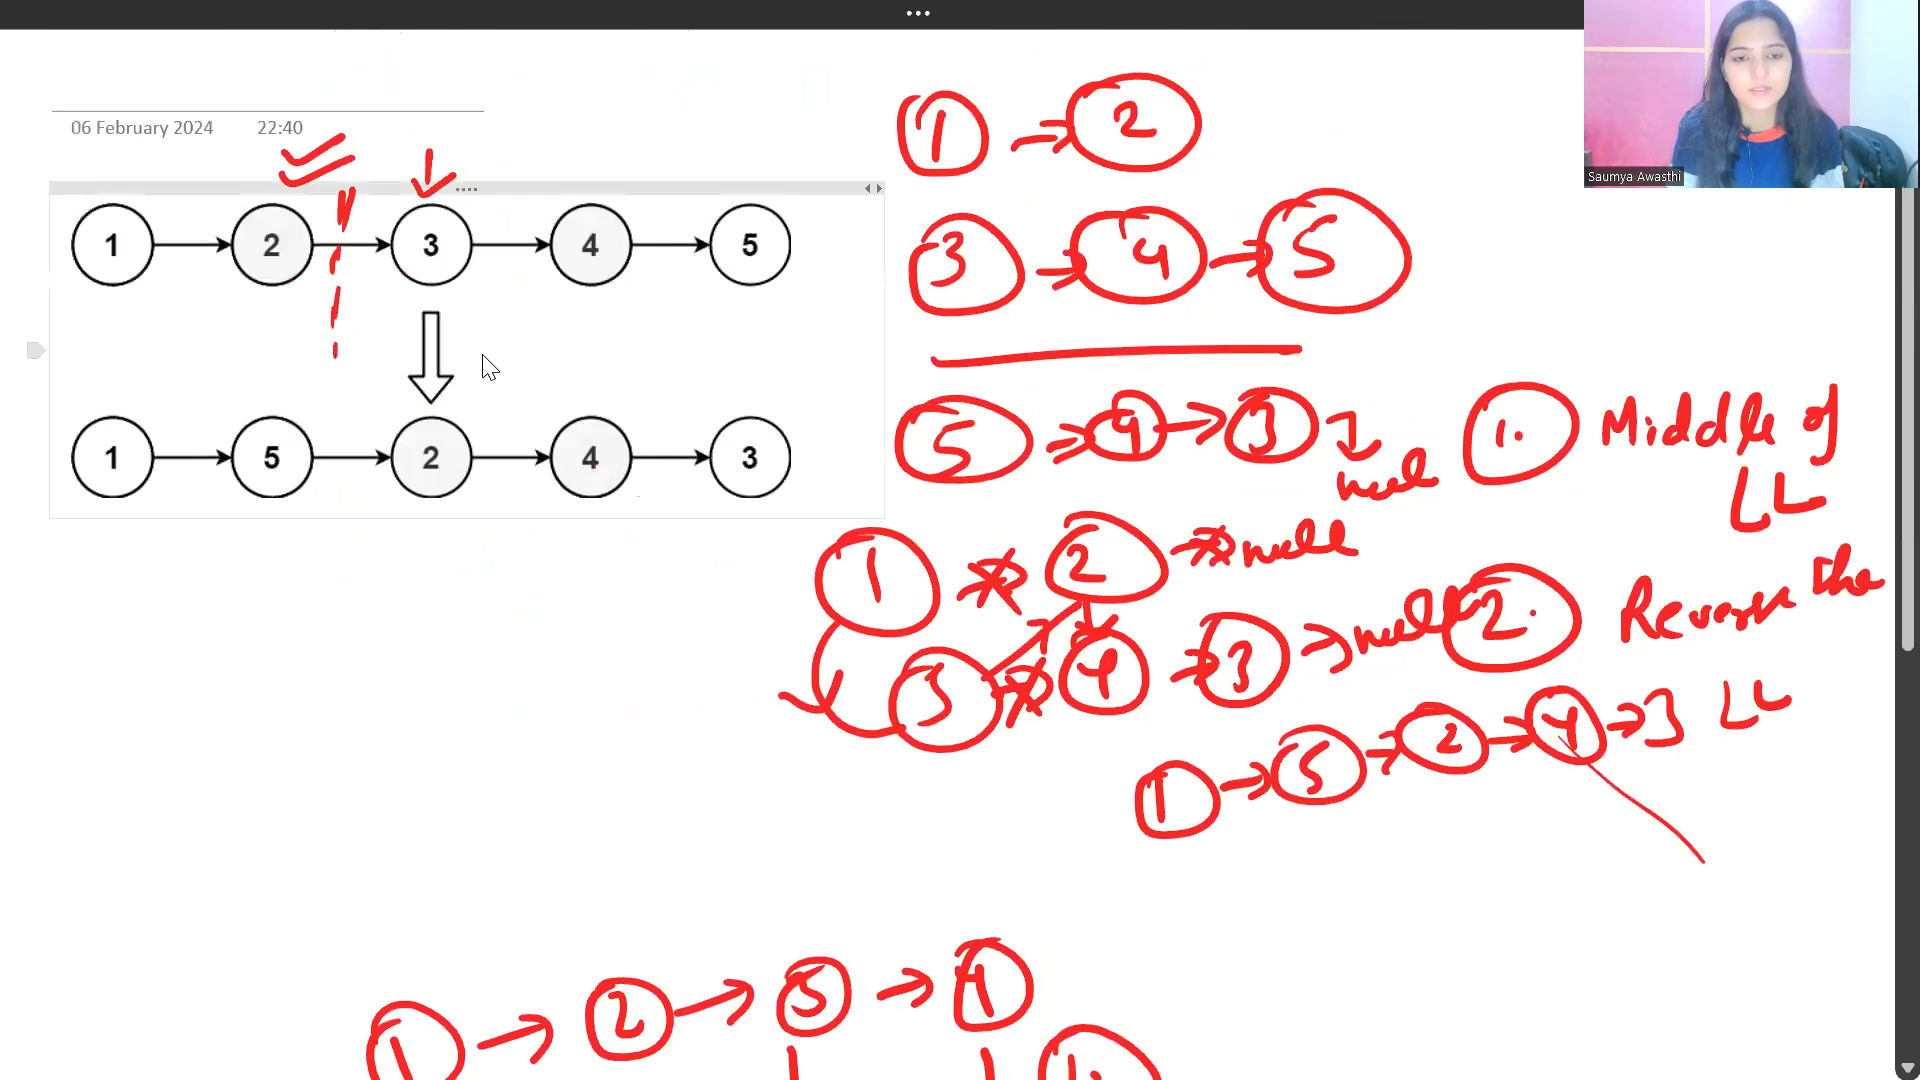 06 February 2024 22:40
Saumya Awasthi
1 2 3 4 5
1 5 2 4 3
1 → 2
3 → 4 → 5
5 → 4 → 3 → null
1. Middle of
LL
1 2 → null
5 → 4 → 3 → null
2. Reverse the
LL
1 → 5 → 2 → 4 → 3
1 → 2 → 3 → 4
1.